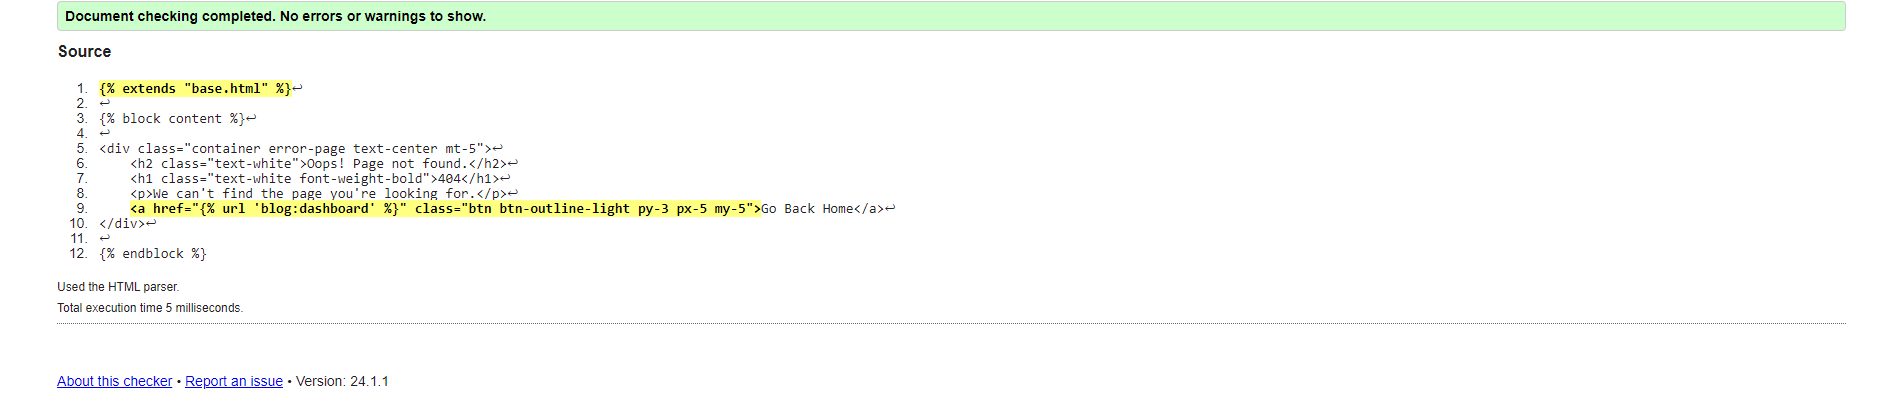 Document checking completed. No errors or warnings to show.
Source
1. {% extends "base.html" %}↩
2. ↩
3. {% block content %}↩
4. ↩
5. <div class="container error-page text-center mt-5">↩
6.     <h2 class="text-white">Oops! Page not found.</h2>↩
7.     <h1 class="text-white font-weight-bold">404</h1>↩
8.     <p>We can't find the page you're looking for.</p>↩
9.     <a href="{% url 'blog:dashboard' %}" class="btn btn-outline-light py-3 px-5 my-5">Go Back Home</a>↩
10. </div>↩
11. ↩
12. {% endblock %}
Used the HTML parser.
Total execution time 5 milliseconds.
About this checker • Report an issue • Version: 24.1.1